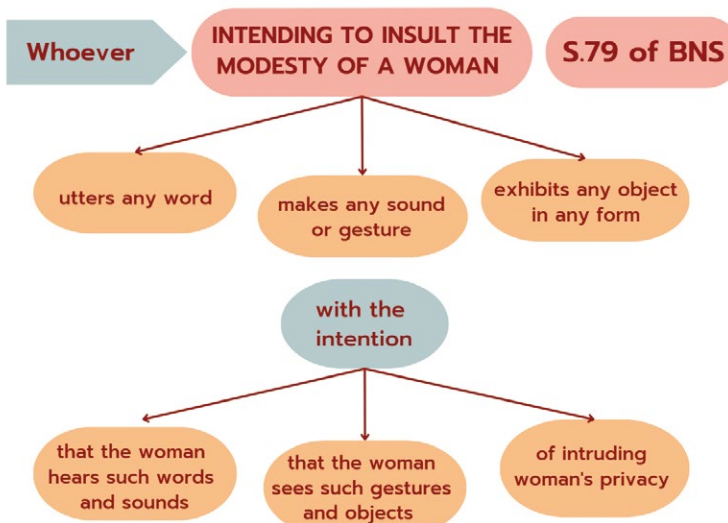 Whoever
INTENDING TO INSULT THE
MODESTY OF A WOMAN
S.79 of BNS
utters any word
makes any sound
or gesture
exhibits any object
in any form
with the
intention
that the woman
hears such words
and sounds
that the woman
sees such gestures
and objects
of intruding
woman's privacy